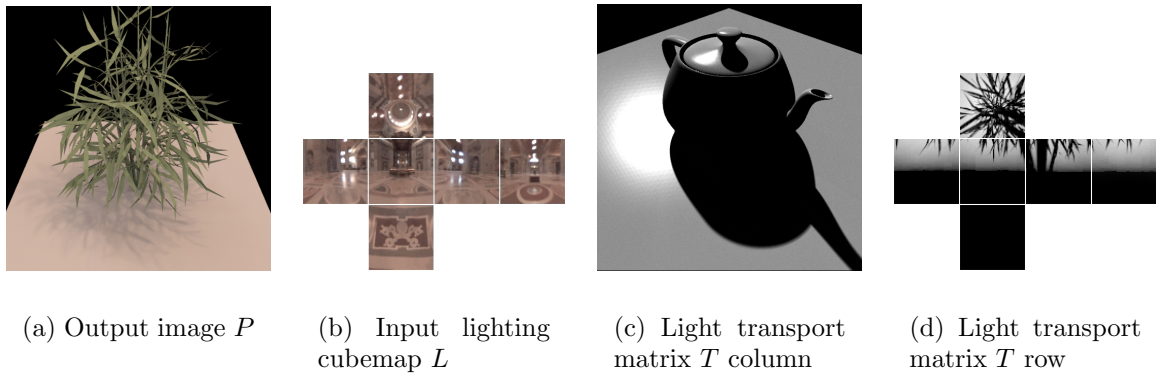 (a) Output image P
(b) Input lighting
cubemap L
(c) Light transport
matrix T column
(d) Light transport
matrix T row